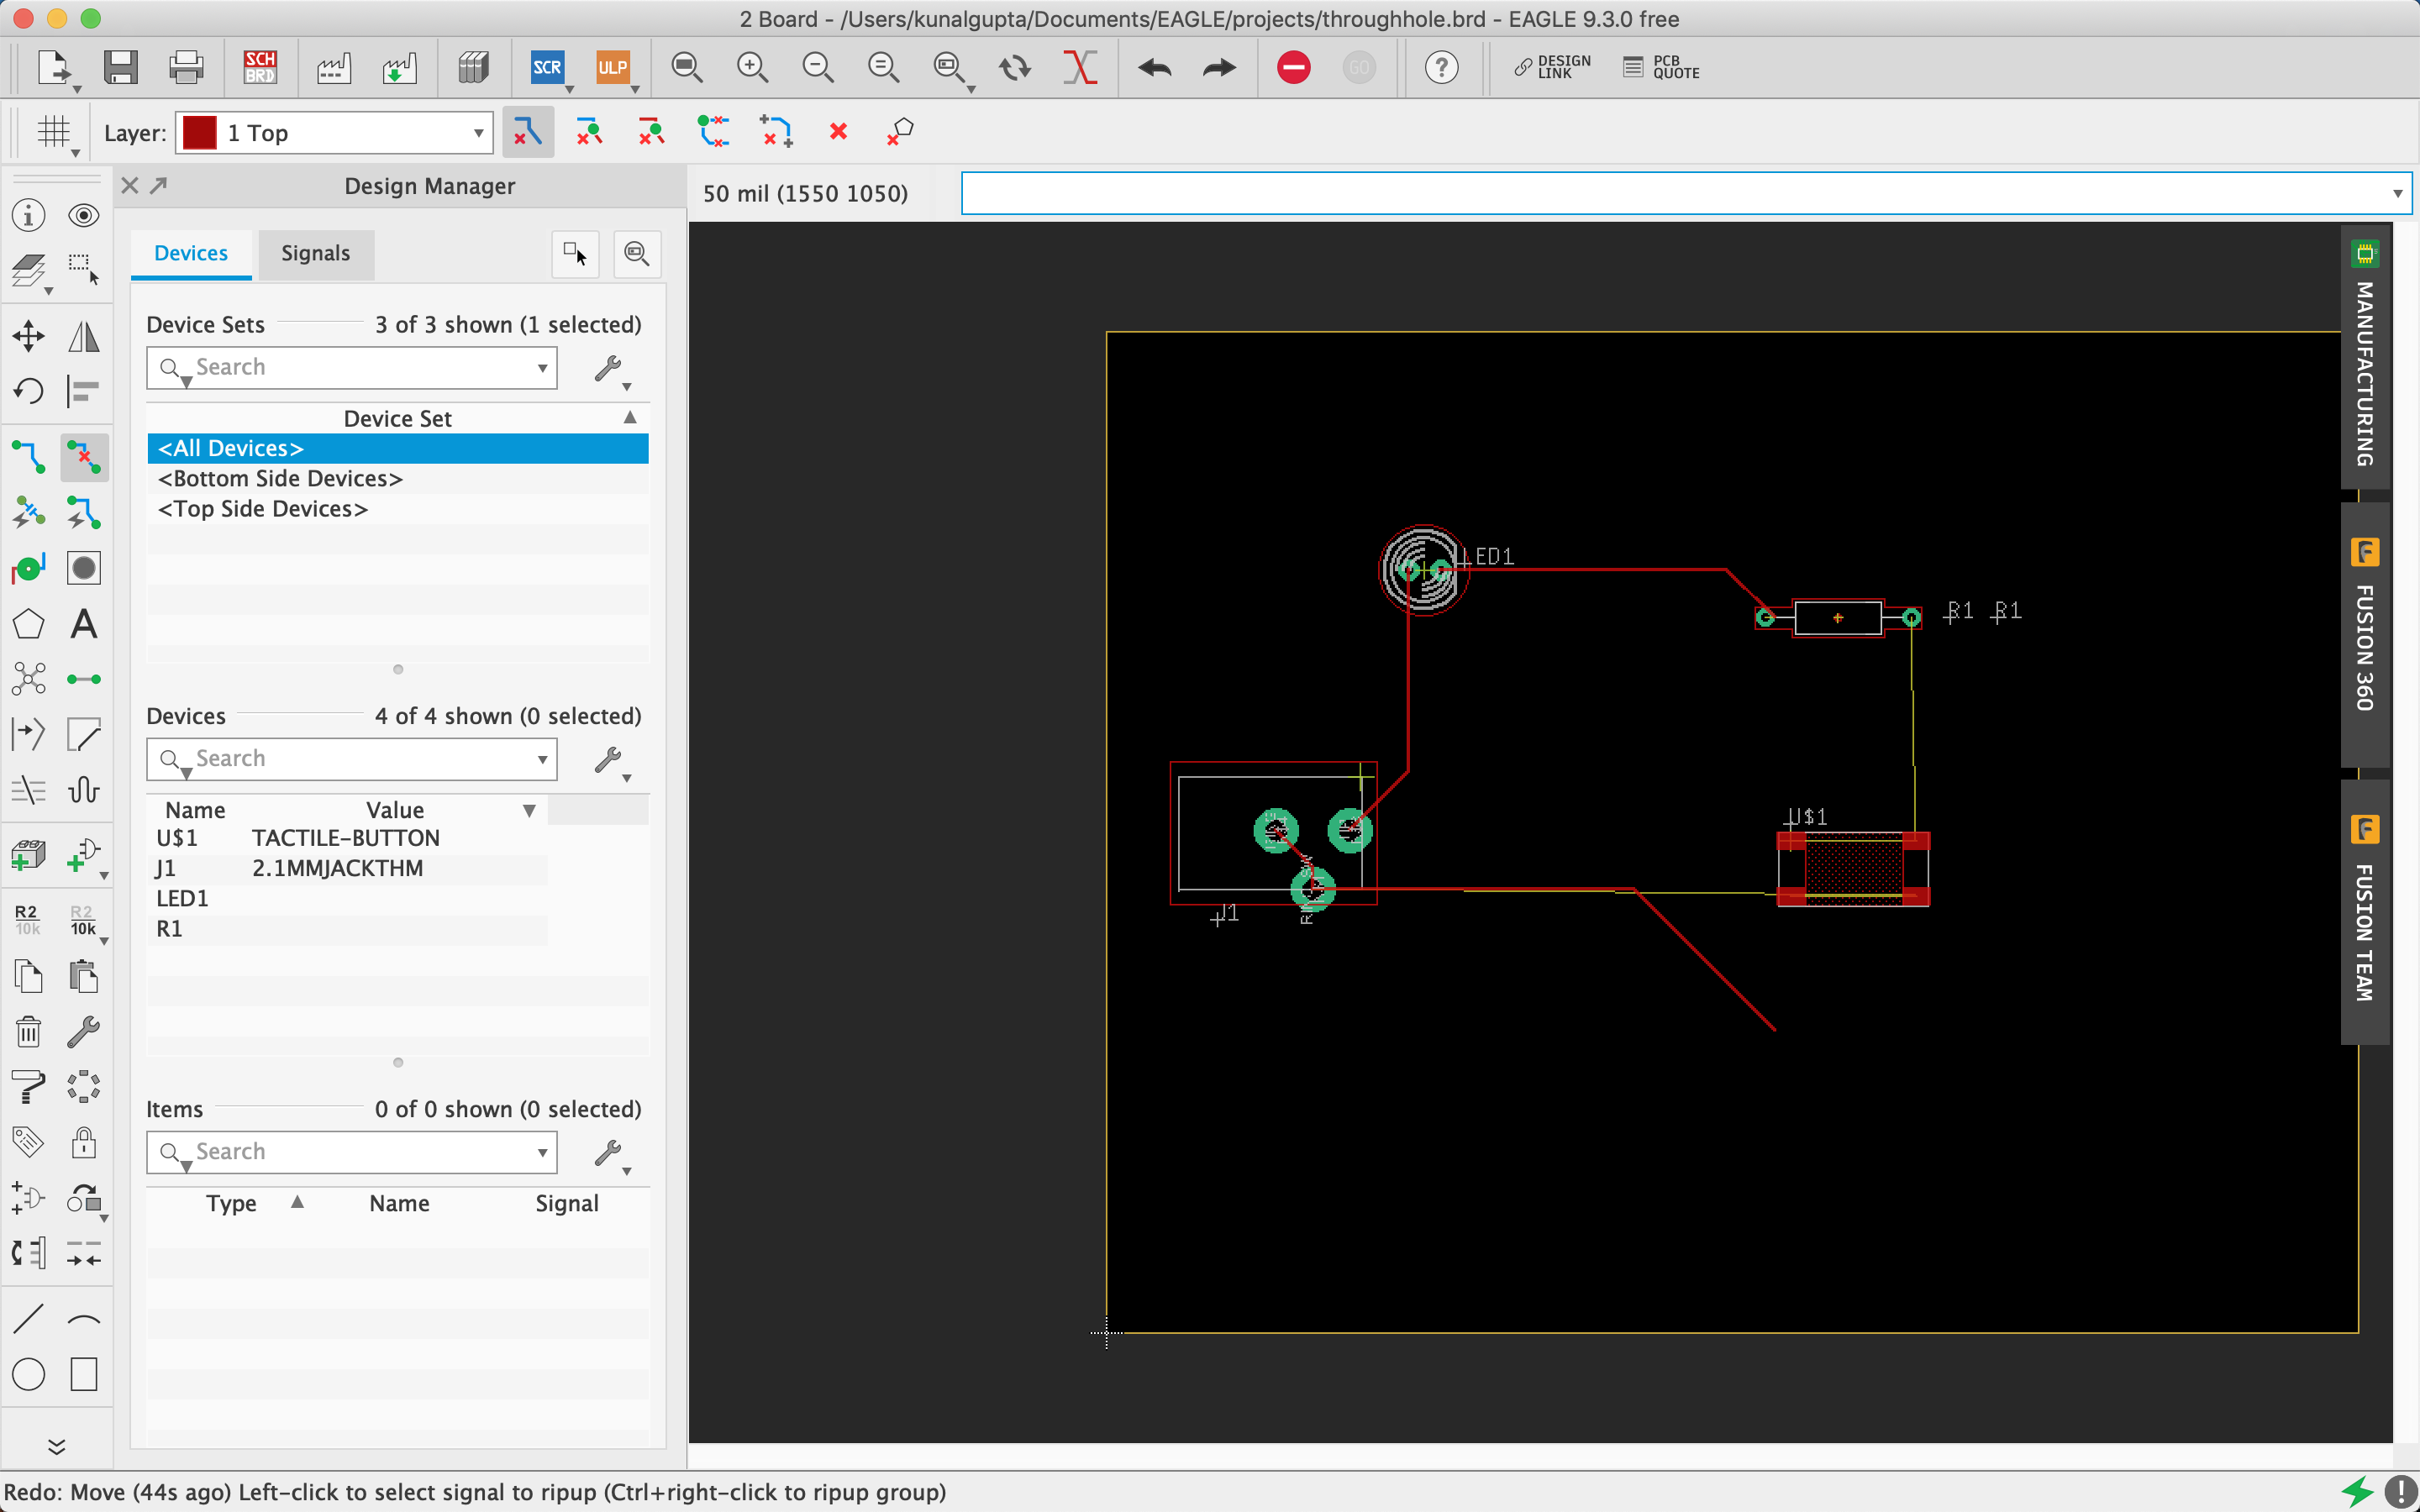 2 Board - /Users/kunalgupta/Documents/EAGLE/projects/throughhole.brd - EAGLE 9.3.0 free
SCH
BRD
SCR
ULP
GO
?
DESIGN
LINK
PCB
QUOTE
Layer:
1 Top
Design Manager
50 mil (1550 1050)
Devices
Signals
Device Sets
3 of 3 shown (1 selected)
Search
Device Set
<All Devices>
<Bottom Side Devices>
<Top Side Devices>
Devices
4 of 4 shown (0 selected)
Search
Name Value
U$1 TACTILE-BUTTON
J1 2.1MMJACKTHM
LED1
R1
Items
0 of 0 shown (0 selected)
Search
Type Name Signal
R2
10k
R2
10k
LED1
R1 R1
U$1
J1
MANUFACTURING
FUSION 360
FUSION TEAM
Redo: Move (44s ago) Left-click to select signal to ripup (Ctrl+right-click to ripup group)